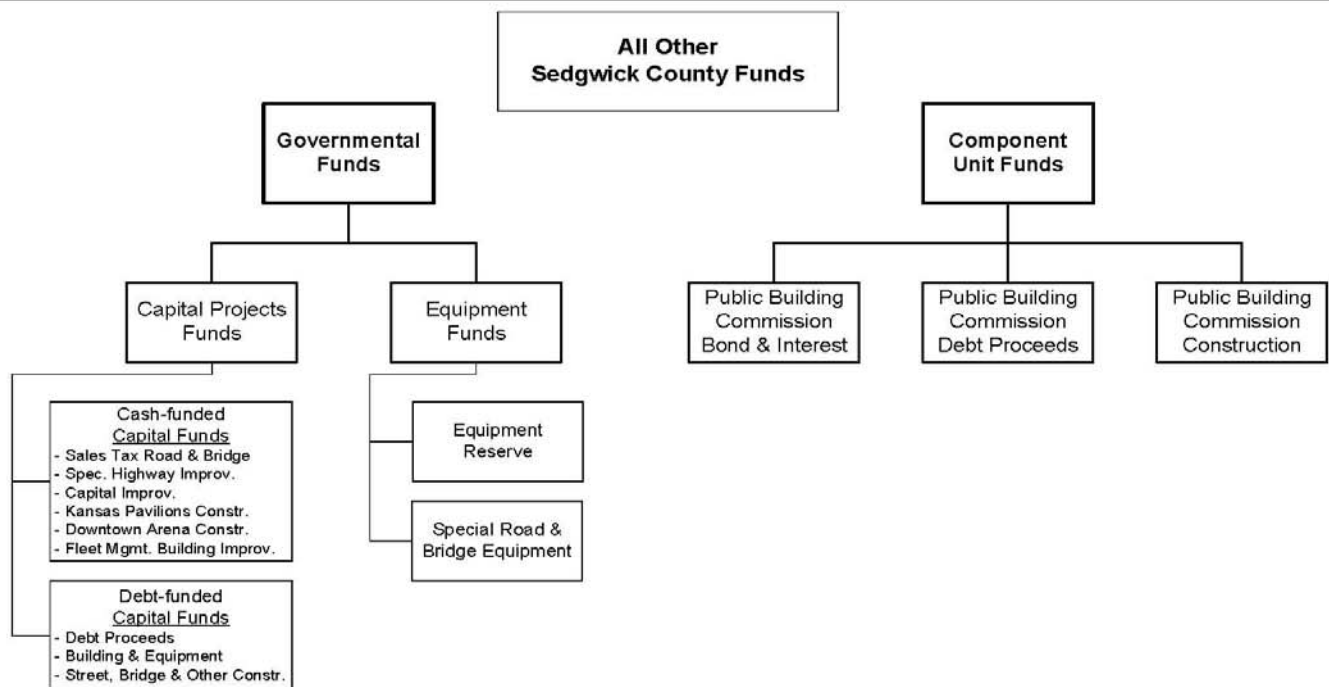 All Other
Sedgwick County Funds
Governmental
Funds
Component
Unit Funds
Capital Projects
Funds
Equipment
Funds
Public Building
Commission
Bond & Interest
Public Building
Commission
Debt Proceeds
Public Building
Commission
Construction
Cash-funded
Capital Funds
- Sales Tax Road & Bridge
- Spec. Highway Improv.
- Capital Improv.
- Kansas Pavilions Constr.
- Downtown Arena Constr.
- Fleet Mgmt. Building Improv.
Equipment
Reserve
Special Road &
Bridge Equipment
Debt-funded
Capital Funds
- Debt Proceeds
- Building & Equipment
- Street, Bridge & Other Constr.